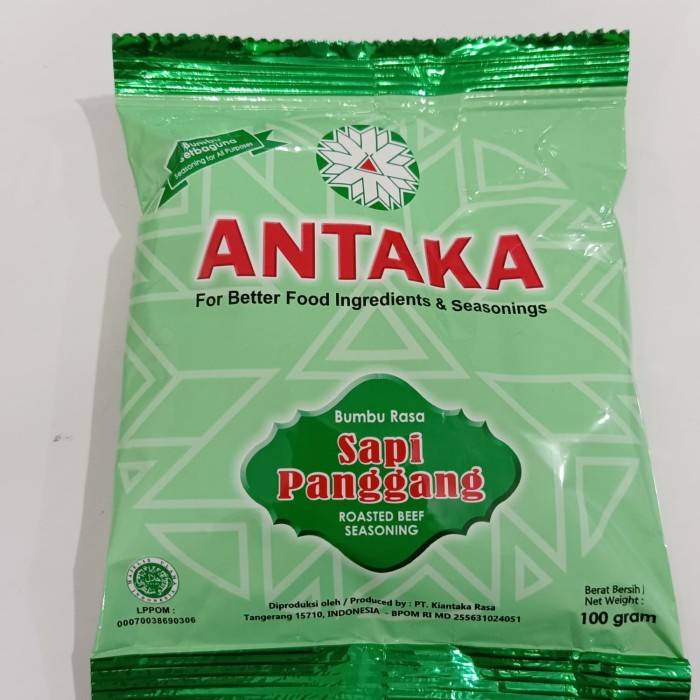 Bumbu
Serbaguna
Seasoning for All Purposes
ANTAKA
For Better Food Ingredients & Seasonings
Bumbu Rasa
Sapi
Panggang
ROASTED BEEF
SEASONING
LPPOM :
00070038690306
Diproduksi oleh / Produced by : PT. Kiantaka Rasa
Tangerang 15710, INDONESIA - BPOM RI MD 255631024051
Berat Bersih /
Net Weight :
100 gram